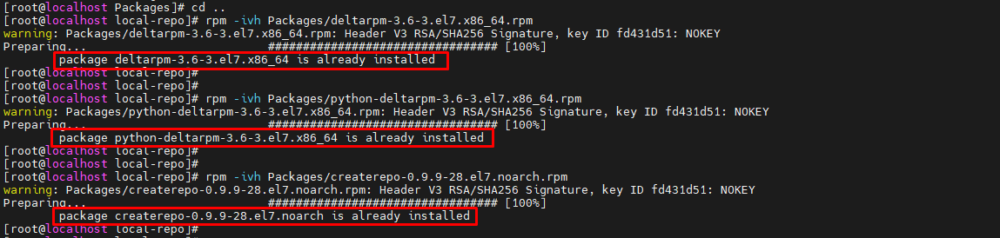 [root@localhost Packages]# cd ..
[root@localhost local-repo]# rpm -ivh Packages/deltarpm-3.6-3.el7.x86_64.rpm
warning: Packages/deltarpm-3.6-3.el7.x86_64.rpm: Header V3 RSA/SHA256 Signature, key ID fd431d51: NOKEY
Preparing... ################################# [100%]
package deltarpm-3.6-3.el7.x86_64 is already installed
[root@localhost local-repo]#
[root@localhost local-repo]#
[root@localhost local-repo]# rpm -ivh Packages/python-deltarpm-3.6-3.el7.x86_64.rpm
warning: Packages/python-deltarpm-3.6-3.el7.x86_64.rpm: Header V3 RSA/SHA256 Signature, key ID fd431d51: NOKEY
Preparing... ################################# [100%]
package python-deltarpm-3.6-3.el7.x86_64 is already installed
[root@localhost local-repo]#
[root@localhost local-repo]#
[root@localhost local-repo]# rpm -ivh Packages/createrepo-0.9.9-28.el7.noarch.rpm
warning: Packages/createrepo-0.9.9-28.el7.noarch.rpm: Header V3 RSA/SHA256 Signature, key ID fd431d51: NOKEY
Preparing... ################################# [100%]
package createrepo-0.9.9-28.el7.noarch is already installed
[root@localhost local-repo]#